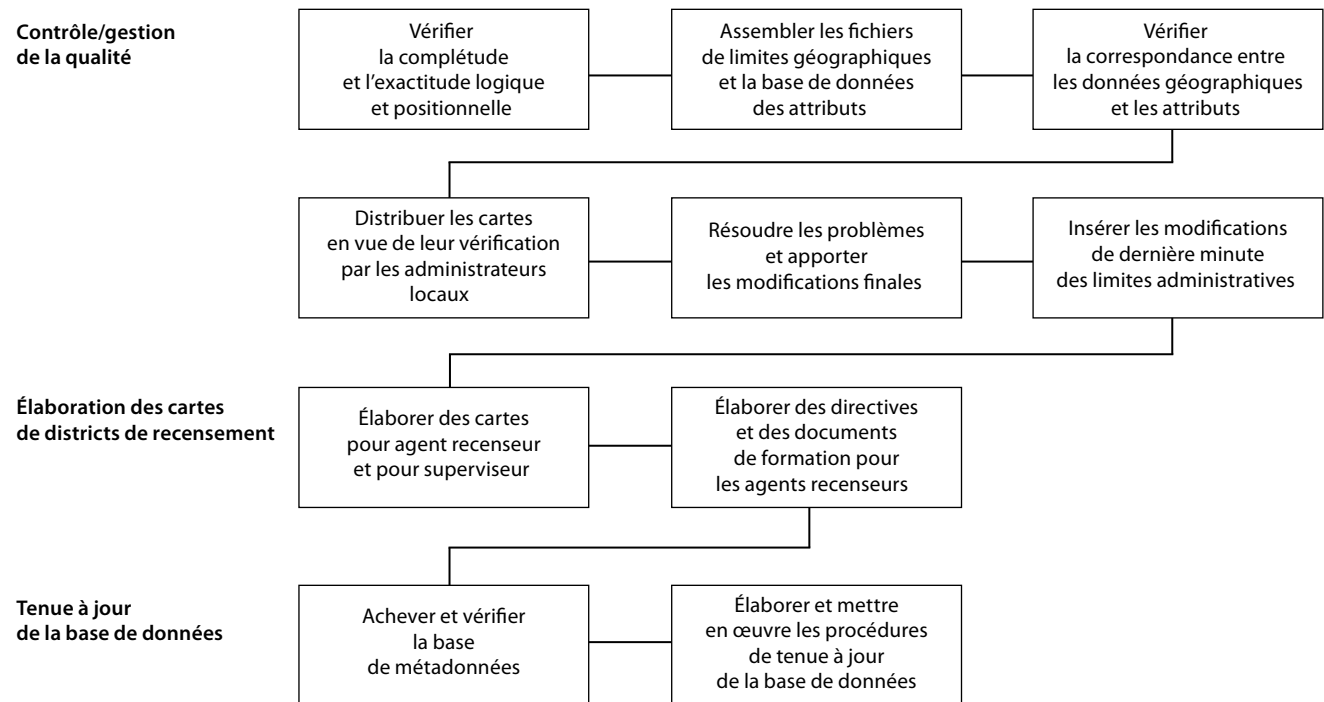 Contrôle/gestion
de la qualité
Vérifier
la complétude
et l'exactitude logique
et positionnelle
Assembler les fichiers
de limites géographiques
et la base de données
des attributs
Vérifier
la correspondance entre
les données géographiques
et les attributs
Distribuer les cartes
en vue de leur vérification
par les administrateurs
locaux
Résoudre les problèmes
et apporter
les modifications finales
Insérer les modifications
de dernière minute
des limites administratives
Élaboration des cartes
de districts de recensement
Élaborer des cartes
pour agent recenseur
et pour superviseur
Élaborer des directives
et des documents
de formation pour
les agents recenseurs
Tenue à jour
de la base de données
Achever et vérifier
la base
de métadonnées
Élaborer et mettre
en œuvre les procédures
de tenue à jour
de la base de données